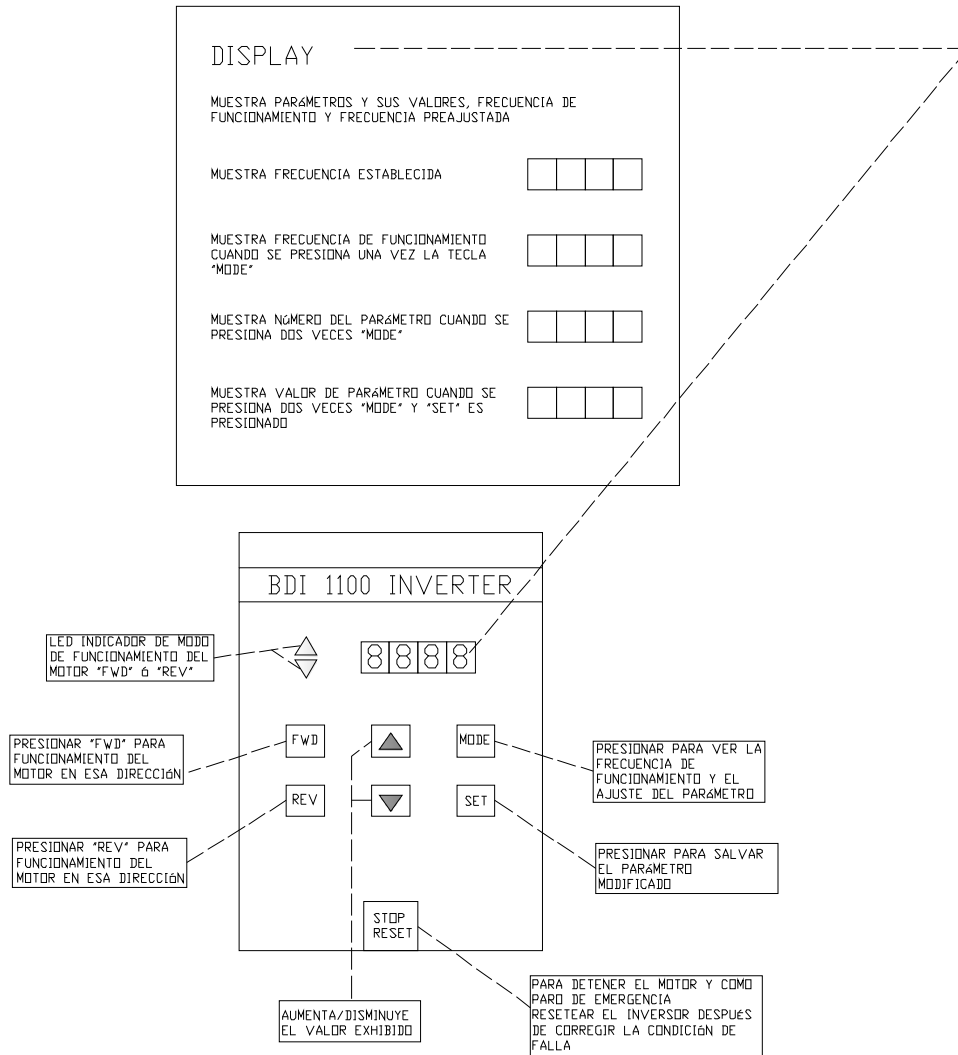 DISPLAY
MUESTRA PARáMETROS Y SUS VALORES, FRECUENCIA DE
FUNCIONAMIENTO Y FRECUENCIA PREAJUSTADA
MUESTRA FRECUENCIA ESTABLECIDA
MUESTRA FRECUENCIA DE FUNCIONAMIENTO
CUANDO SE PRESIONA UNA VEZ LA TECLA
"MODE"
MUESTRA NúMERO DEL PARáMETRO CUANDO SE
PRESIONA DOS VECES "MODE"
MUESTRA VALOR DE PARáMETRO CUANDO SE
PRESIONA DOS VECES "MODE" Y "SET" ES
PRESIONADO
BDI 1100 INVERTER
LED INDICADOR DE MODO
DE FUNCIONAMIENTO DEL
MOTOR "FWD" ó "REV"
8888
FWD
MODE
PRESIONAR "FWD" PARA
FUNCIONAMIENTO DEL
MOTOR EN ESA DIRECCIóN
PRESIONAR PARA VER LA
FRECUENCIA DE
FUNCIONAMIENTO Y EL
AJUSTE DEL PARáMETRO
REV
SET
PRESIONAR "REV" PARA
FUNCIONAMIENTO DEL
MOTOR EN ESA DIRECCIóN
PRESIONAR PARA SALVAR
EL PARáMETRO
MODIFICADO
STOP
RESET
AUMENTA/DISMINUYE
EL VALOR EXHIBIDO
PARA DETENER EL MOTOR Y COMO
PARO DE EMERGENCIA
RESETEAR EL INVERSOR DESPUéS
DE CORREGIR LA CONDICIóN DE
FALLA